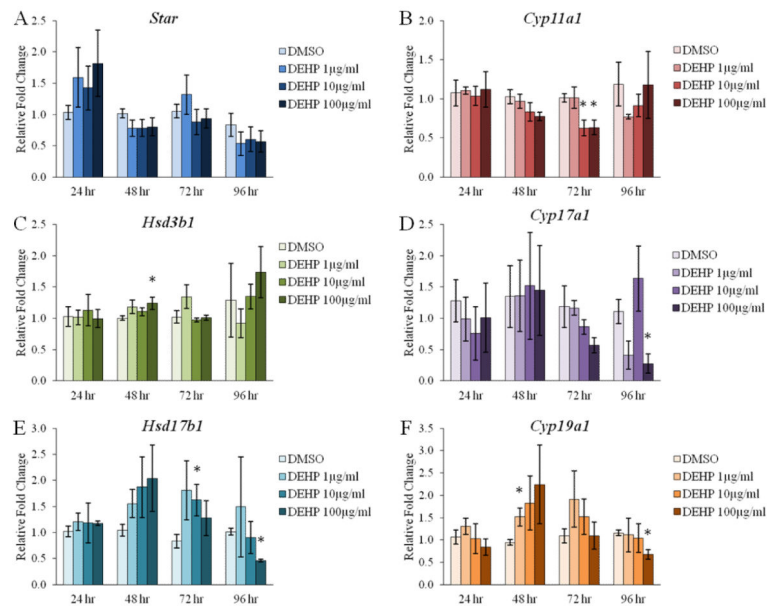 A
Star
Relative Fold Change
2.5
2.0
1.5
1.0
0.5
0.0
24 hr
48 hr
72 hr
96 hr
DMSO
DEHP 1µg/ml
DEHP 10µg/ml
DEHP 100µg/ml
B
Cyp11a1
Relative Fold Change
2.0
1.5
1.0
0.5
0.0
* *
24 hr
48 hr
72 hr
96 hr
DMSO
DEHP 1µg/ml
DEHP 10µg/ml
DEHP 100µg/ml
C
Hsd3b1
Relative Fold Change
2.5
2.0
1.5
1.0
0.5
0.0
*
24 hr
48 hr
72 hr
96 hr
DMSO
DEHP 1µg/ml
DEHP 10µg/ml
DEHP 100µg/ml
D
Cyp17a1
Relative Fold Change
2.5
2.0
1.5
1.0
0.5
0.0
*
24 hr
48 hr
72 hr
96 hr
DMSO
DEHP 1µg/ml
DEHP 10µg/ml
DEHP 100µg/ml
E
Hsd17b1
Relative Fold Change
3.0
2.5
2.0
1.5
1.0
0.5
0.0
*
*
24 hr
48 hr
72 hr
96 hr
DMSO
DEHP 1µg/ml
DEHP 10µg/ml
DEHP 100µg/ml
F
Cyp19a1
Relative Fold Change
3.5
3.0
2.5
2.0
1.5
1.0
0.5
0.0
*
*
24 hr
48 hr
72 hr
96 hr
DMSO
DEHP 1µg/ml
DEHP 10µg/ml
DEHP 100µg/ml